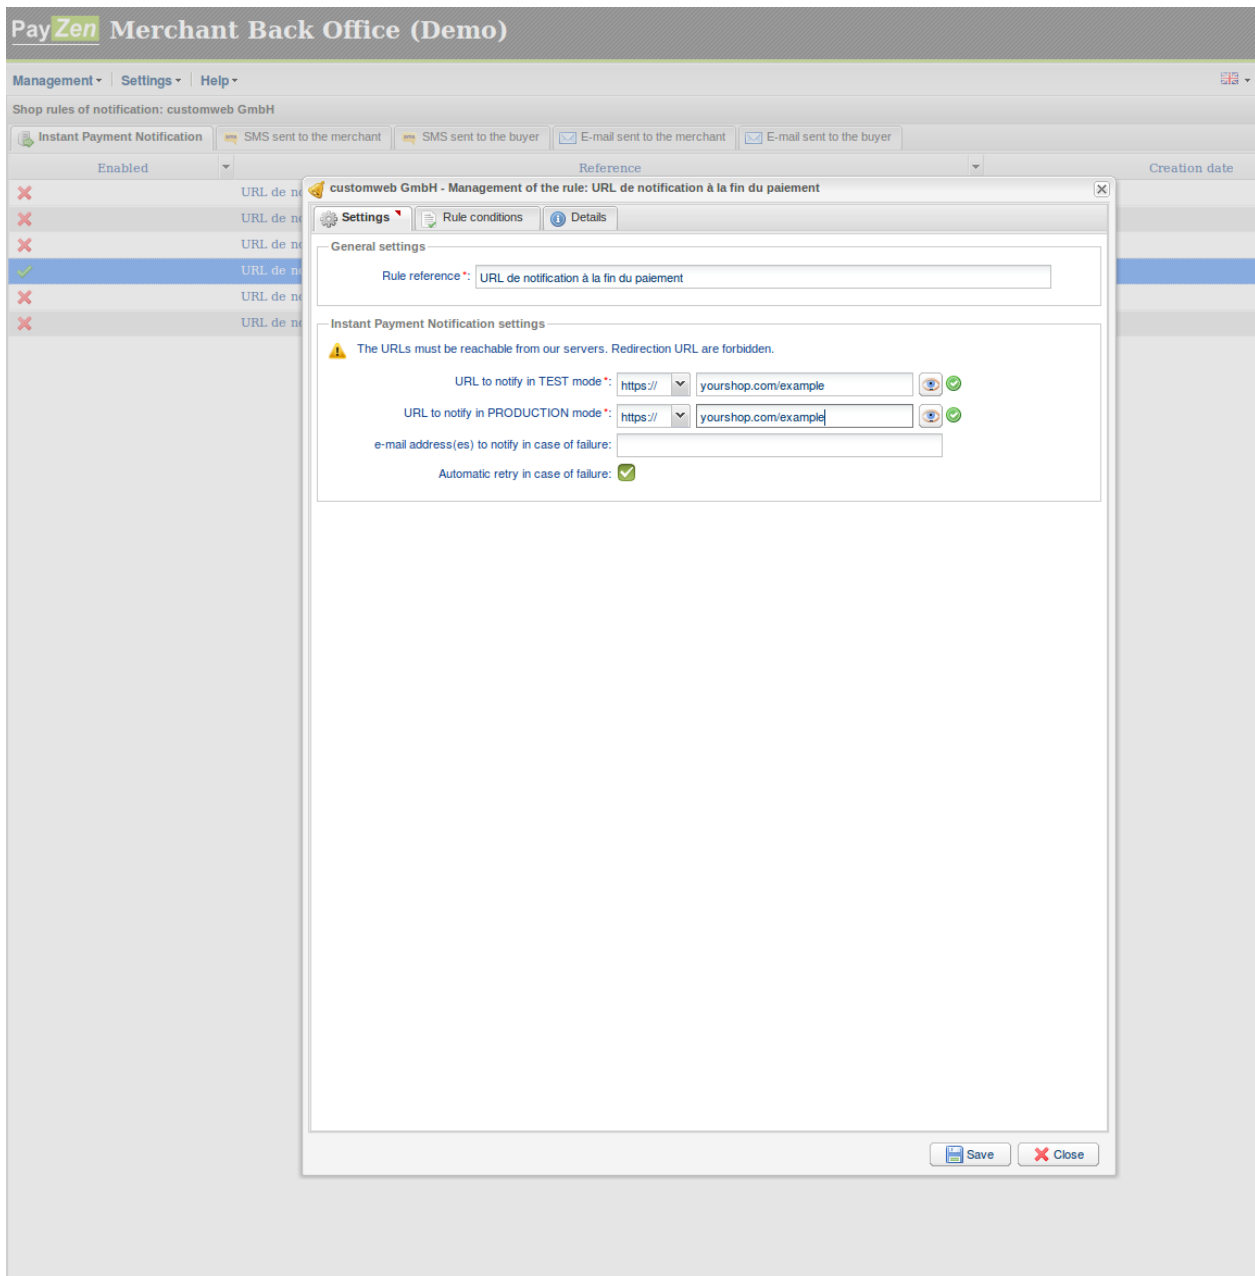 PayZen Merchant Back Office (Demo)
Management Settings Help
Shop rules of notification: customweb GmbH
Instant Payment Notification SMS sent to the merchant SMS sent to the buyer E-mail sent to the merchant E-mail sent to the buyer
Enabled Reference Creation date
URL de
URL de
URL de
URL de
URL de
URL de
customweb GmbH - Management of the rule: URL de notification à la fin du paiement
Settings Rule conditions Details
General settings
Rule reference*: URL de notification à la fin du paiement
Instant Payment Notification settings
The URLs must be reachable from our servers. Redirection URL are forbidden.
URL to notify in TEST mode*: https:// yourshop.com/example
URL to notify in PRODUCTION mode*: https:// yourshop.com/example
e-mail address(es) to notify in case of failure:
Automatic retry in case of failure:
Save Close